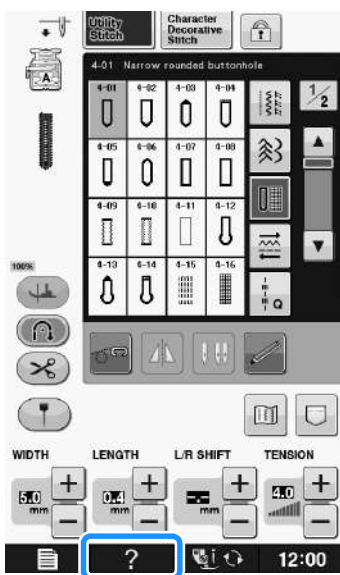 Utility Stitch
Character Decorative Stitch
A
4-01 Narrow rounded buttonhole
1/2
4-01 4-02 4-03 4-04
4-05 4-06 4-07 4-08
4-09 4-10 4-11 4-12
4-13 4-14 4-15 4-16
Q
100%
WIDTH LENGTH L/R SHIFT TENSION
5.0 mm + − 0.4 mm + − -.-- mm + − 4.0 + −
? i 12:00